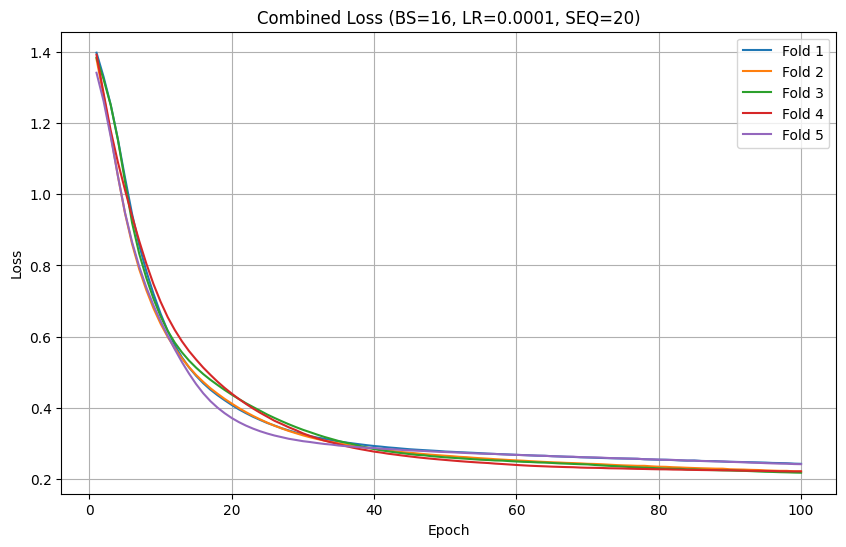 Combined Loss (BS=16, LR=0.0001, SEQ=20)
Loss
1.4
1.2
1.0
0.8
0.6
0.4
0.2
Fold 1
Fold 2
Fold 3
Fold 4
Fold 5
0 20 40 60 80 100
Epoch